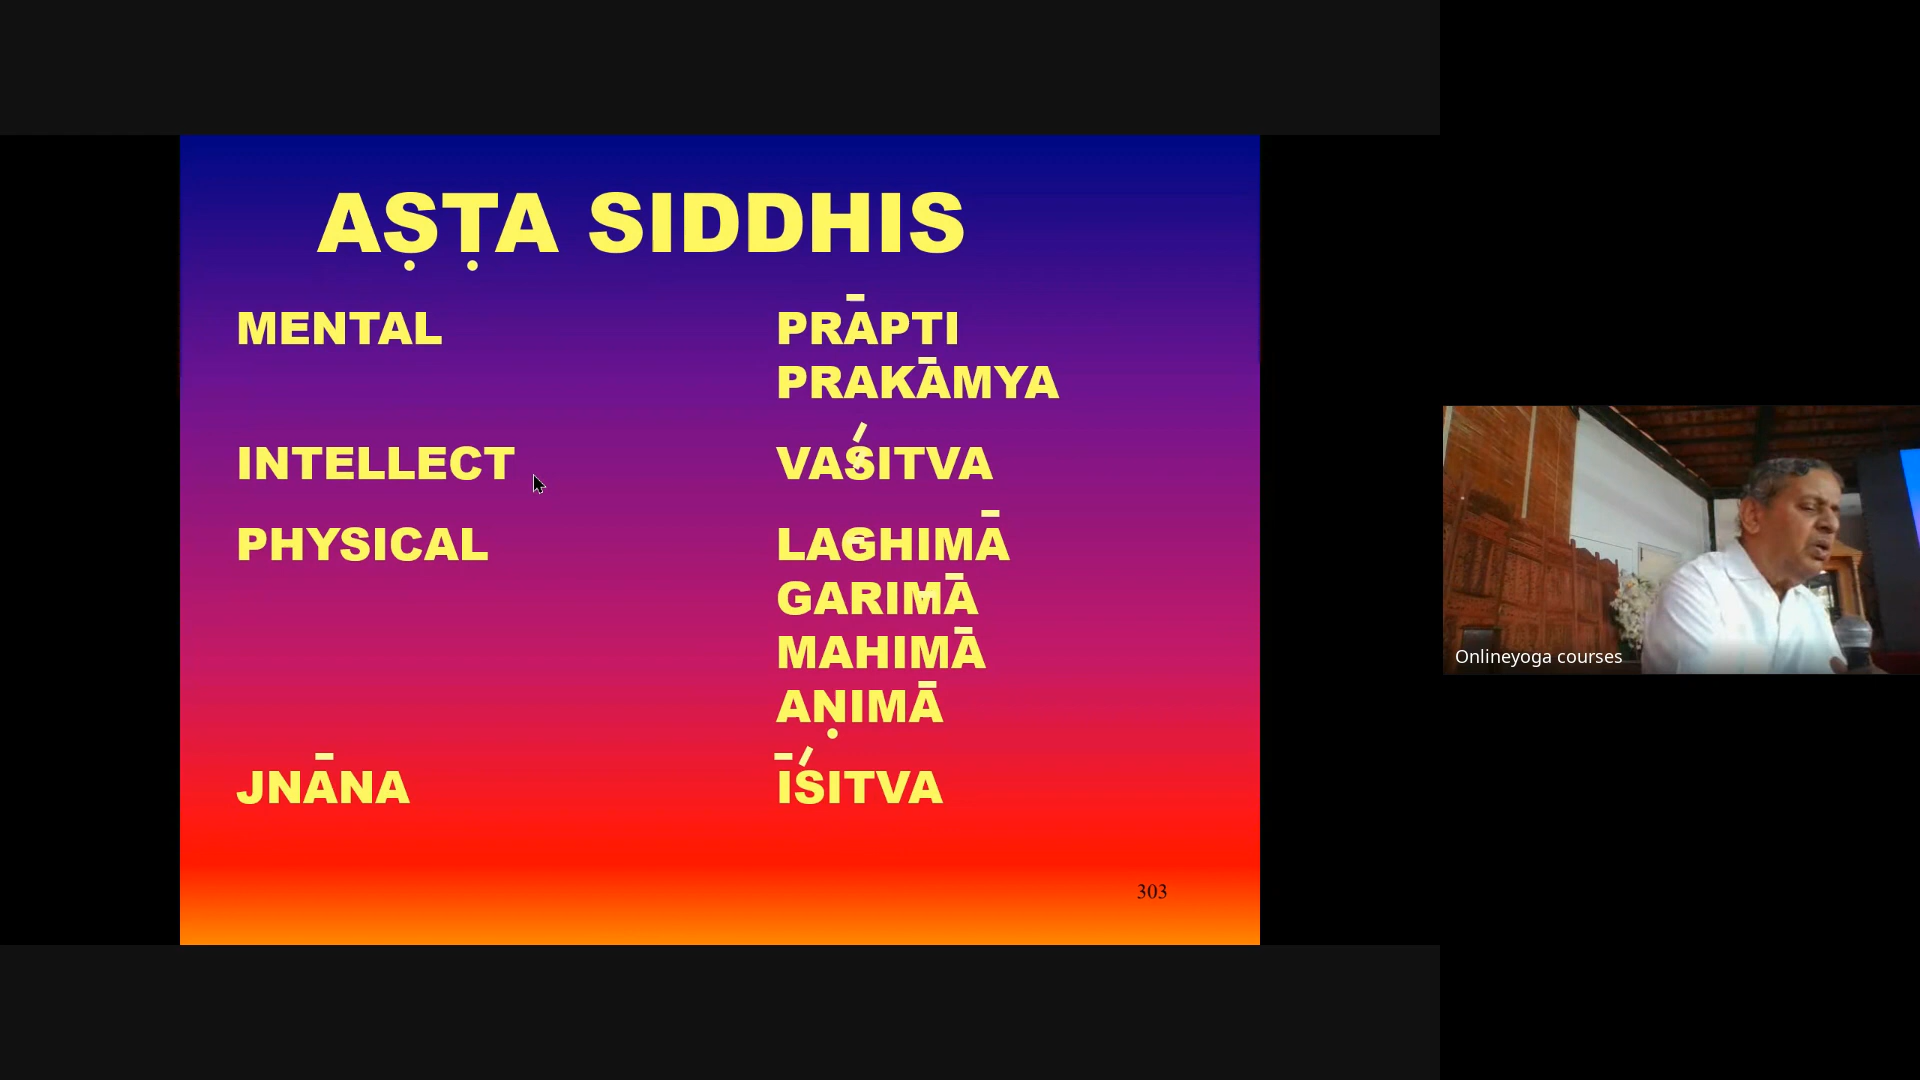 AṢṬA SIDDHIS
MENTAL PRĀPTI
PRAKĀMYA
INTELLECT VAŚITVA
PHYSICAL LAGHIMĀ
GARIMĀ
MAHIMĀ
AṆIMĀ
JNĀNA ĪŚITVA
303
Onlineyoga courses